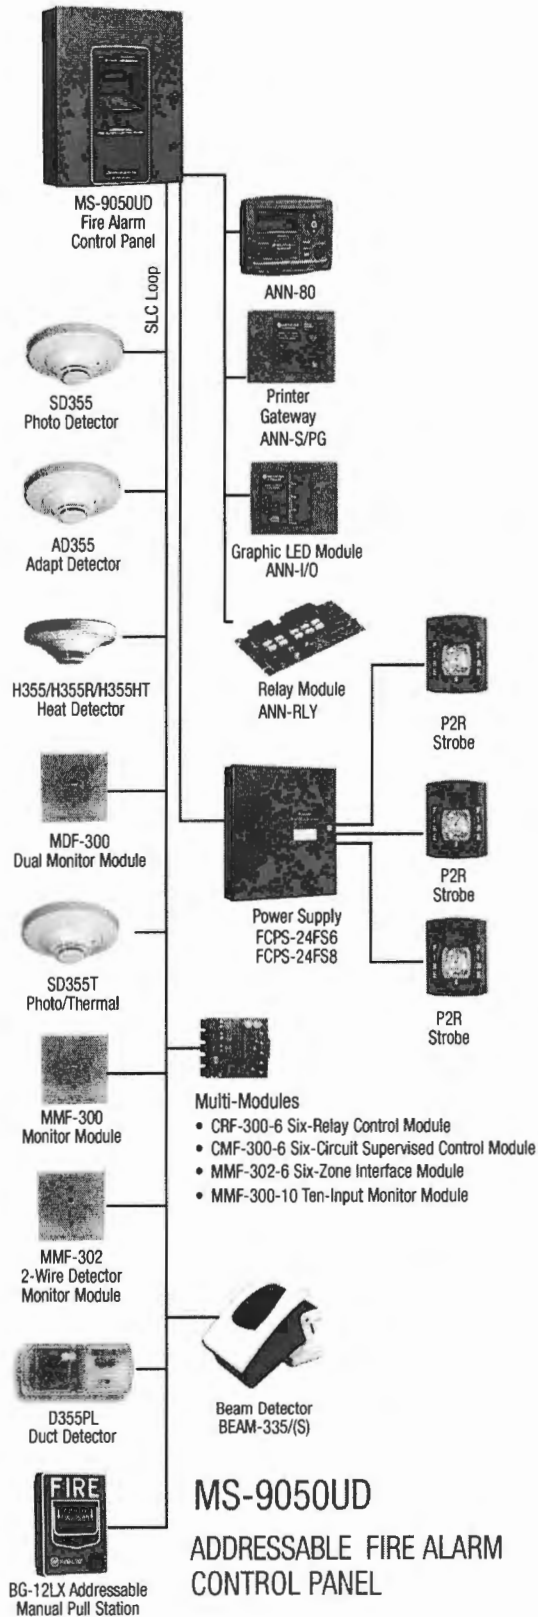 MS-9050UD
Fire Alarm
Control Panel
SLC Loop
ANN-80
SD355
Photo Detector
Printer
Gateway
ANN-S/PG
AD355
Adapt Detector
Graphic LED Module
ANN-I/O
H355/H355R/H355HT
Heat Detector
Relay Module
ANN-RLY
FIRE
FIRE
P2R
Strobe
MDF-300
Dual Monitor Module
FIRE
FIRE
P2R
Strobe
Power Supply
FCPS-24FS6
FCPS-24FS8
FIRE
FIRE
P2R
Strobe
SD355T
Photo/Thermal
Multi-Modules
• CRF-300-6 Six-Relay Control Module
• CMF-300-6 Six-Circuit Supervised Control Module
• MMF-302-6 Six-Zone Interface Module
• MMF-300-10 Ten-Input Monitor Module
MMF-300
Monitor Module
MMF-302
2-Wire Detector
Monitor Module
Beam Detector
BEAM-335/(S)
D355PL
Duct Detector
FIRE
BG-12LX Addressable
Manual Pull Station
MS-9050UD
ADDRESSABLE FIRE ALARM
CONTROL PANEL